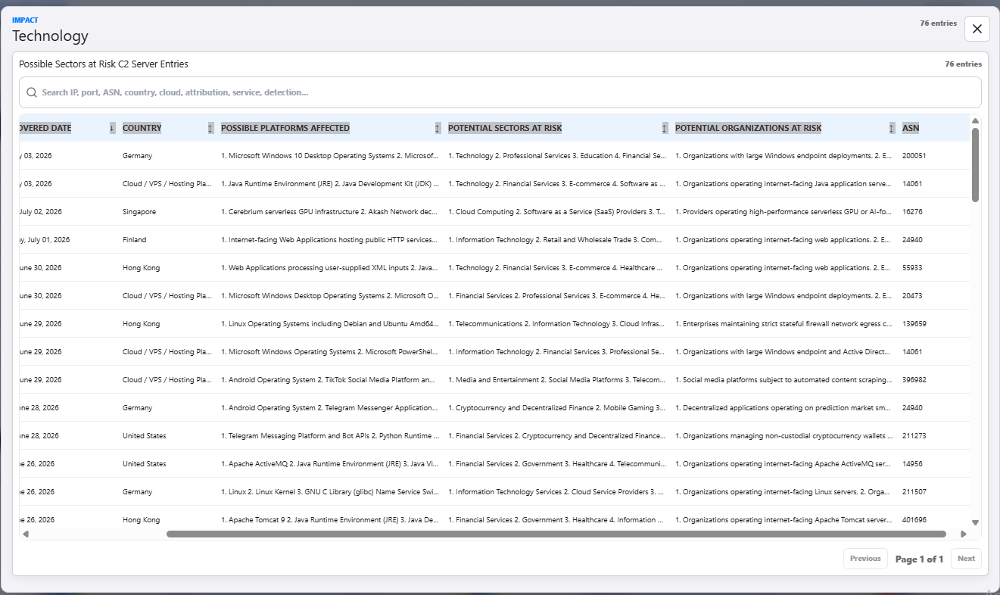 IMPACT
Technology
76 entries
Possible Sectors at Risk C2 Server Entries
76 entries
Search IP, port, ASN, country, cloud, attribution, service, detection...
OVERED DATE COUNTRY POSSIBLE PLATFORMS AFFECTED POTENTIAL SECTORS AT RISK POTENTIAL ORGANIZATIONS AT RISK ASN
y 03, 2026 Germany 1. Microsoft Windows 10 Desktop Operating Systems 2. Microsof... 1. Technology 2. Professional Services 3. Education 4. Financial Se... 1. Organizations with large Windows endpoint deployments. 2. E... 200051
y 03, 2026 Cloud / VPS / Hosting Pla... 1. Java Runtime Environment (JRE) 2. Java Development Kit (JDK) ... 1. Technology 2. Financial Services 3. E-commerce 4. Software as ... 1. Organizations operating internet-facing Java application serve... 14061
July 02, 2026 Singapore 1. Cerebrium serverless GPU infrastructure 2. Akash Network dec... 1. Cloud Computing 2. Software as a Service (SaaS) Providers 3. T... 1. Providers operating high-performance serverless GPU or AI-fo... 16276
y, July 01, 2026 Finland 1. Internet-facing Web Applications hosting public HTTP services... 1. Information Technology 2. Retail and Wholesale Trade 3. Com... 1. Organizations operating internet-facing web applications. 2. E... 24940
une 30, 2026 Hong Kong 1. Web Applications processing user-supplied XML inputs 2. Java... 1. Technology 2. Financial Services 3. E-commerce 4. Healthcare ... 1. Organizations operating internet-facing web applications. 2. E... 55933
une 30, 2026 Cloud / VPS / Hosting Pla... 1. Microsoft Windows Desktop Operating Systems 2. Microsoft O... 1. Financial Services 2. Professional Services 3. E-commerce 4. He... 1. Organizations with large Windows endpoint deployments. 2. E... 20473
une 29, 2026 Hong Kong 1. Linux Operating Systems including Debian and Ubuntu Amd64... 1. Telecommunications 2. Information Technology 3. Cloud Infras... 1. Enterprises maintaining strict stateful firewall network egress c... 139659
une 29, 2026 Cloud / VPS / Hosting Pla... 1. Microsoft Windows Operating Systems 2. Microsoft PowerShel... 1. Information Technology 2. Financial Services 3. Professional Se... 1. Organizations with large Windows endpoint and Active Direct... 14061
une 29, 2026 Cloud / VPS / Hosting Pla... 1. Android Operating System 2. TikTok Social Media Platform an... 1. Media and Entertainment 2. Social Media Platforms 3. Telecom... 1. Social media platforms subject to automated content scraping... 396982
ne 28, 2026 Germany 1. Android Operating System 2. Telegram Messenger Application... 1. Cryptocurrency and Decentralized Finance 2. Mobile Gaming 3... 1. Decentralized applications operating on prediction market sm... 24940
ne 28, 2026 United States 1. Telegram Messaging Platform and Bot APIs 2. Python Runtime ... 1. Financial Services 2. Cryptocurrency and Decentralized Finance... 1. Organizations managing non-custodial cryptocurrency wallets ... 211273
e 26, 2026 United States 1. Apache ActiveMQ 2. Java Runtime Environment (JRE) 3. Java Vi... 1. Financial Services 2. Government 3. Healthcare 4. Telecommuni... 1. Organizations operating internet-facing Apache ActiveMQ ser... 14956
e 26, 2026 Germany 1. Linux 2. Linux Kernel 3. GNU C Library (glibc) Name Service Swi... 1. Information Technology Services 2. Cloud Service Providers 3. ... 1. Organizations operating internet-facing Linux servers. 2. Orga... 211507
e 26, 2026 Hong Kong 1. Apache Tomcat 9 2. Java Runtime Environment (JRE) 3. Java De... 1. Financial Services 2. Government 3. Healthcare 4. Information ... 1. Organizations operating internet-facing Apache Tomcat server... 401696
Previous Page 1 of 1 Next